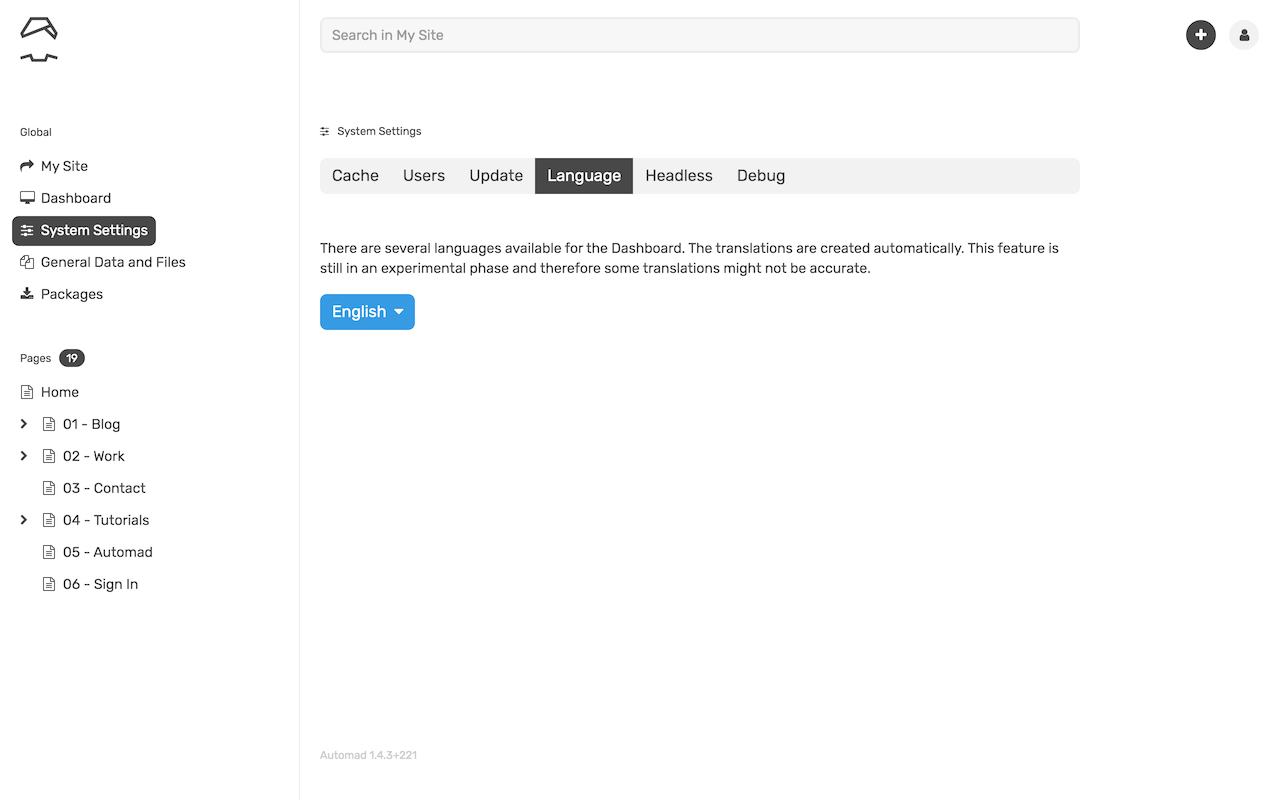 Search in My Site
Global
My Site
Dashboard
System Settings
General Data and Files
Packages
Pages 19
Home
01 - Blog
02 - Work
03 - Contact
04 - Tutorials
05 - Automad
06 - Sign In
System Settings
Cache Users Update Language Headless Debug
There are several languages available for the Dashboard. The translations are created automatically. This feature is
still in an experimental phase and therefore some translations might not be accurate.
English
Automad 1.4.3+221